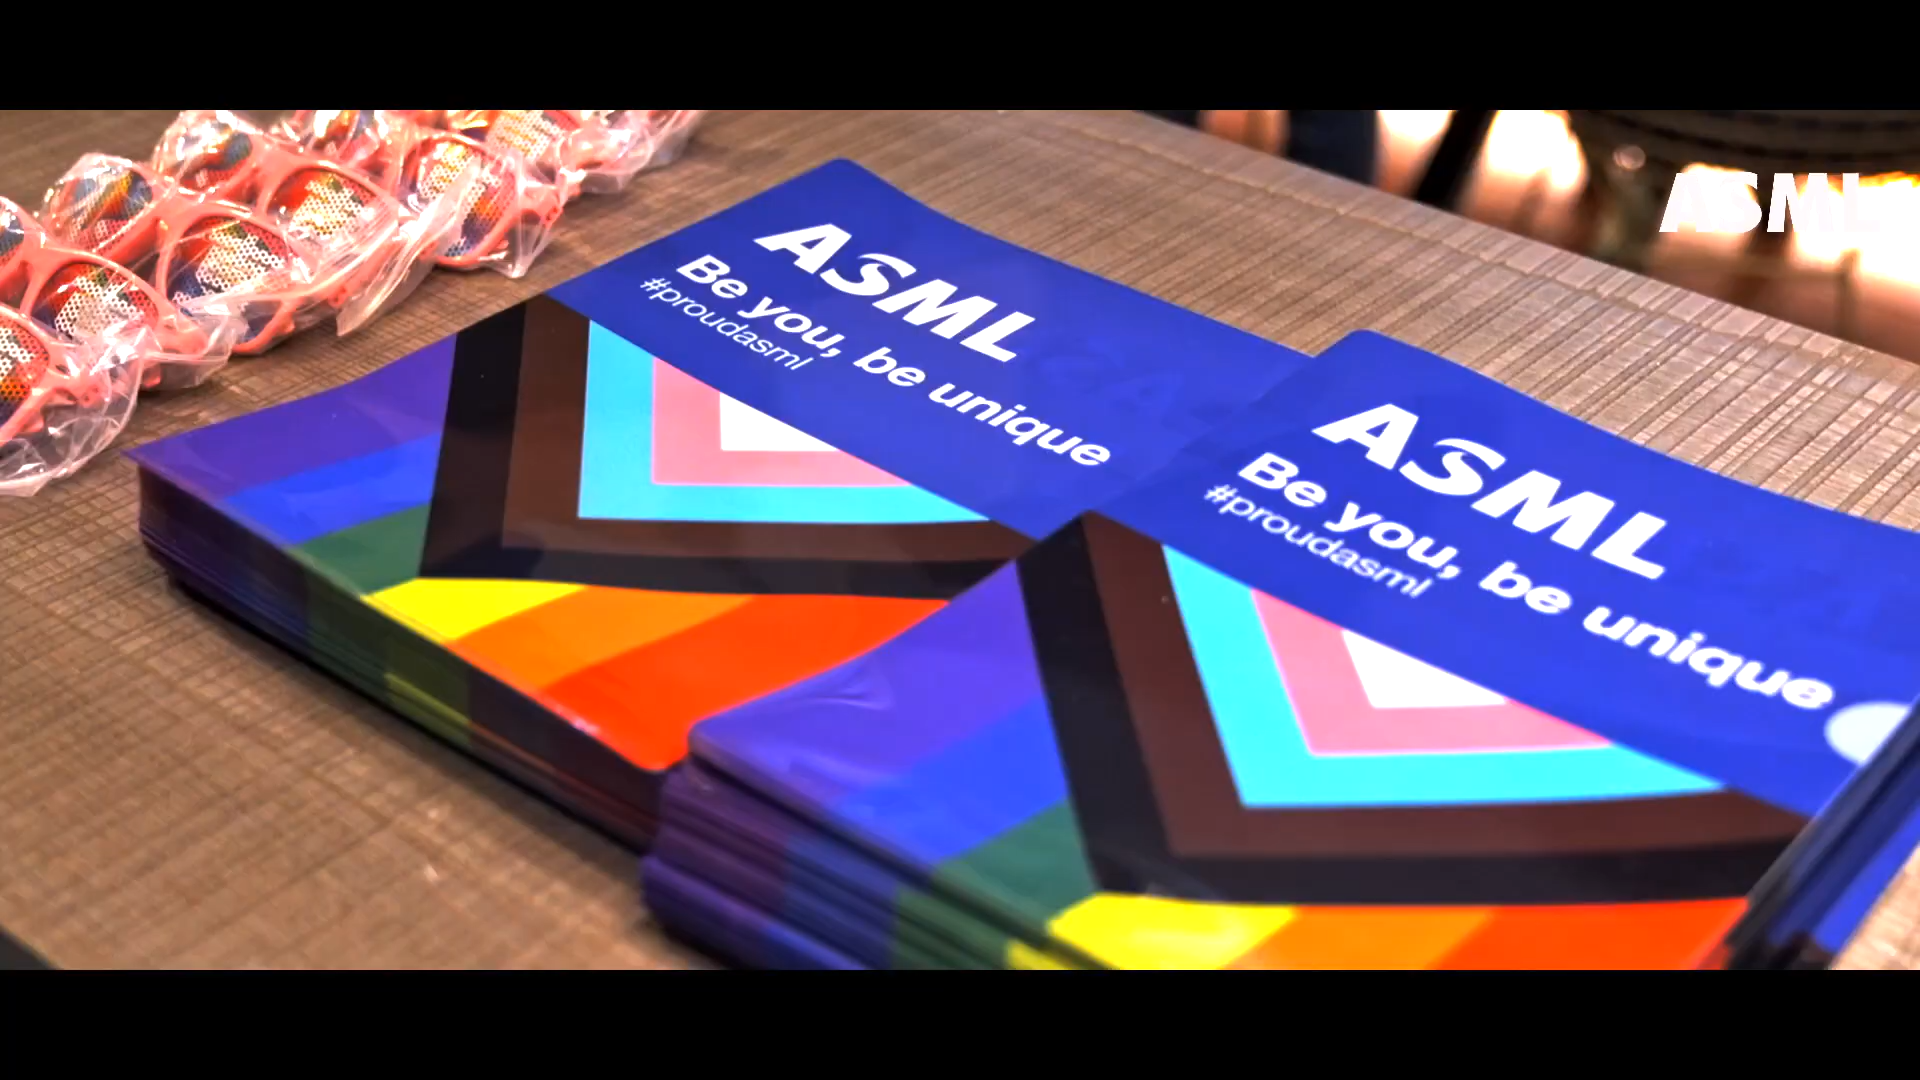 ASML
Be you, be unique
#proudasml
ASML
Be you, be unique
#proudasml
ASML